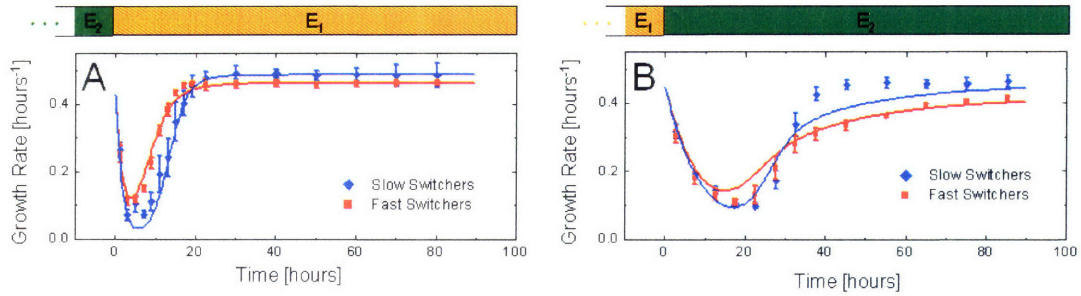 E2 E1
A
Growth Rate [hours-1]
0.4
0.2
0.0
Slow Switchers
Fast Switchers
0 20 40 60 80 100
Time [hours]
E1 E2
B
Growth Rate [hours-1]
0.4
0.2
0.0
Slow Switchers
Fast Switchers
0 20 40 60 80 100
Time [hours]